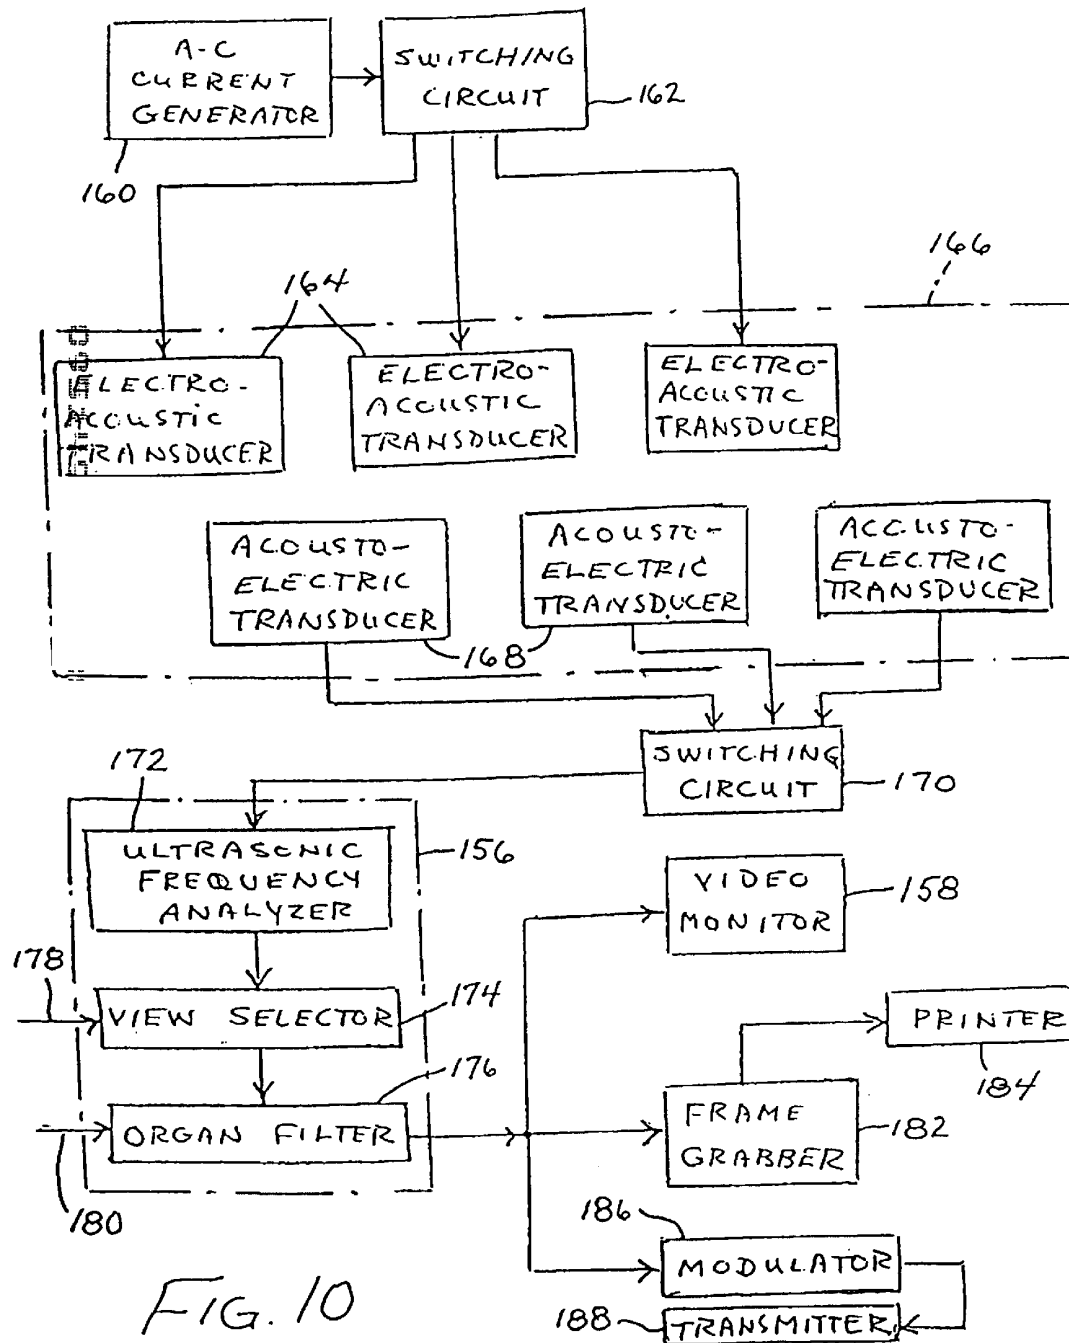 A-C
CURRENT
GENERATOR
SWITCHING
CIRCUIT
162
160
166
164
ELECTRO-
ACOUSTIC
TRANSDUCER
ELECTRO-
ACOUSTIC
TRANSDUCER
ELECTRO-
ACOUSTIC
TRANSDUCER
ACOUSTO-
ELECTRIC
TRANSDUCER
ACOUSTO-
ELECTRIC
TRANSDUCER
ACOUSTO-
ELECTRIC
TRANSDUCER
168
SWITCHING
CIRCUIT
170
172
ULTRASONIC
FREQUENCY
ANALYZER
156
VIDEO
MONITOR
158
178
VIEW SELECTOR
174
PRINTER
184
176
ORGAN FILTER
180
FRAME
GRABBER
182
186
MODULATOR
188
TRANSMITTER
FIG. 10